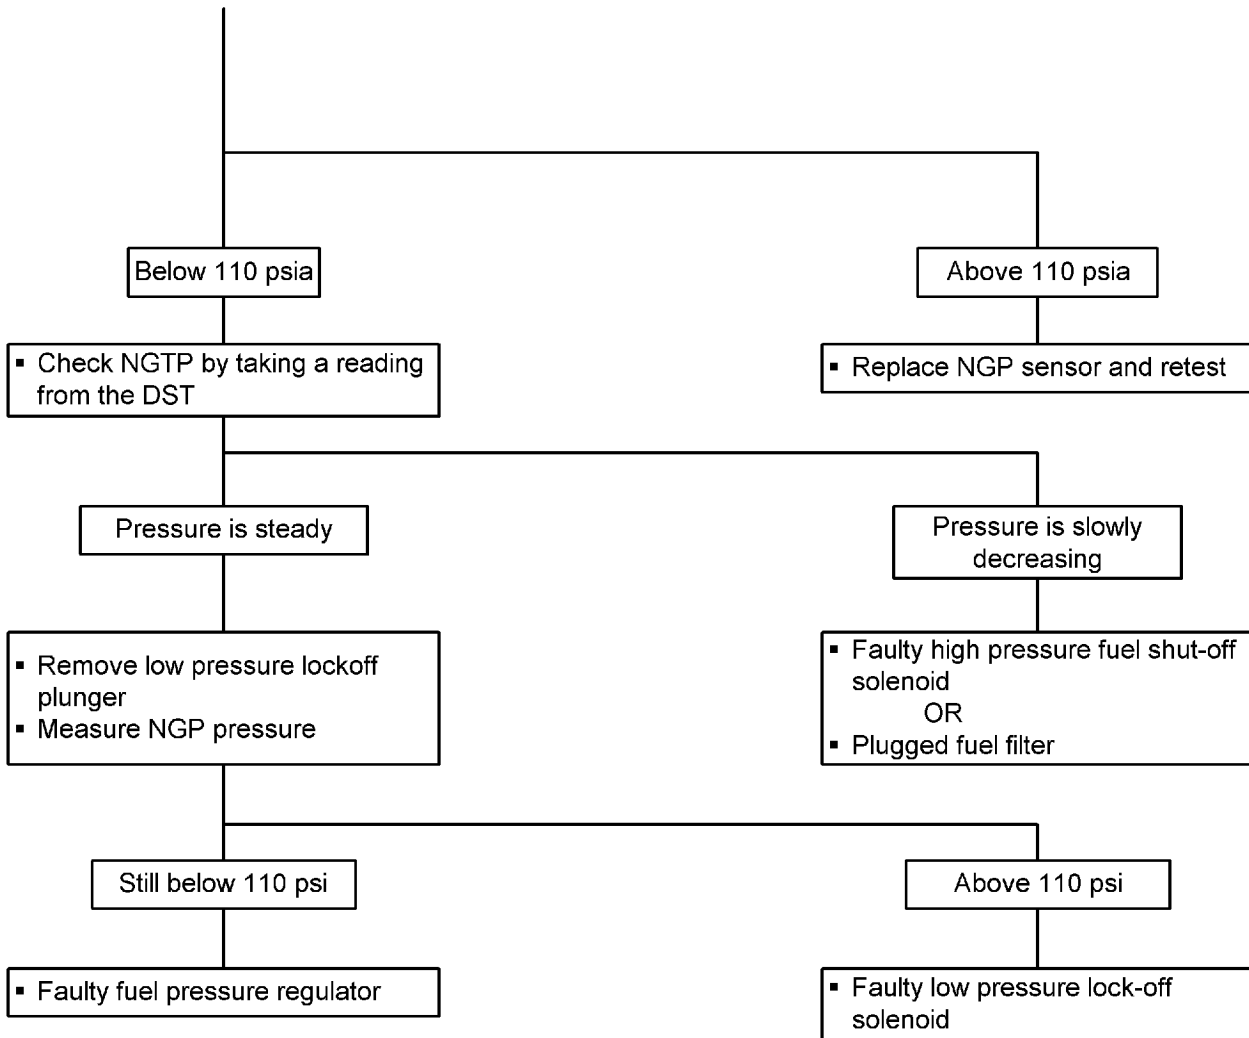 Below 110 psia
Above 110 psia
▪ Check NGTP by taking a reading
from the DST
▪ Replace NGP sensor and retest
Pressure is steady
Pressure is slowly
decreasing
▪ Remove low pressure lockoff
plunger
▪ Measure NGP pressure
▪ Faulty high pressure fuel shut-off
solenoid
OR
▪ Plugged fuel filter
Still below 110 psi
Above 110 psi
▪ Faulty fuel pressure regulator
▪ Faulty low pressure lock-off
solenoid